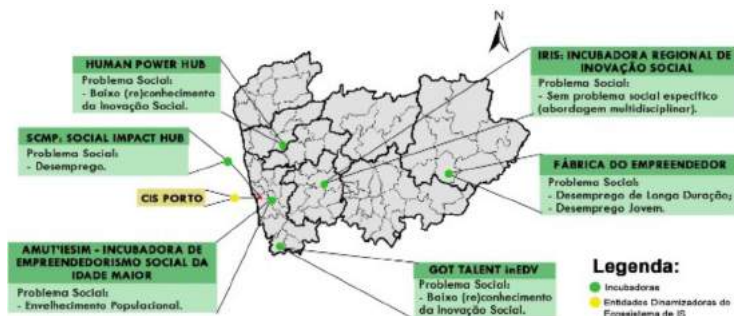 N
HUMAN POWER HUB
Problema Social:
- Baixo (re)conhecimento
da Inovação Social.
IRIS: INCUBADORA REGIONAL DE
INOVAÇÃO SOCIAL
Problema Social:
- Sem problema social específico
(abordagem multidisciplinar).
SCMP: SOCIAL IMPACT HUB
Problema Social:
- Desemprego.
CIS PORTO
FÁBRICA DO EMPREENDEDOR
Problema Social:
- Desemprego de Longa Duração;
- Desemprego Jovem.
AMUT'IESIM - INCUBADORA DE
EMPREENDEDORISMO SOCIAL DA
IDADE MAIOR
Problema Social:
- Envelhecimento Populacional.
GOT TALENT inEDV
Problema Social:
- Baixo (re)conhecimento
da Inovação Social.
Legenda:
Incubadoras
Entidades Dinamizadoras do
Ecossistema de IS